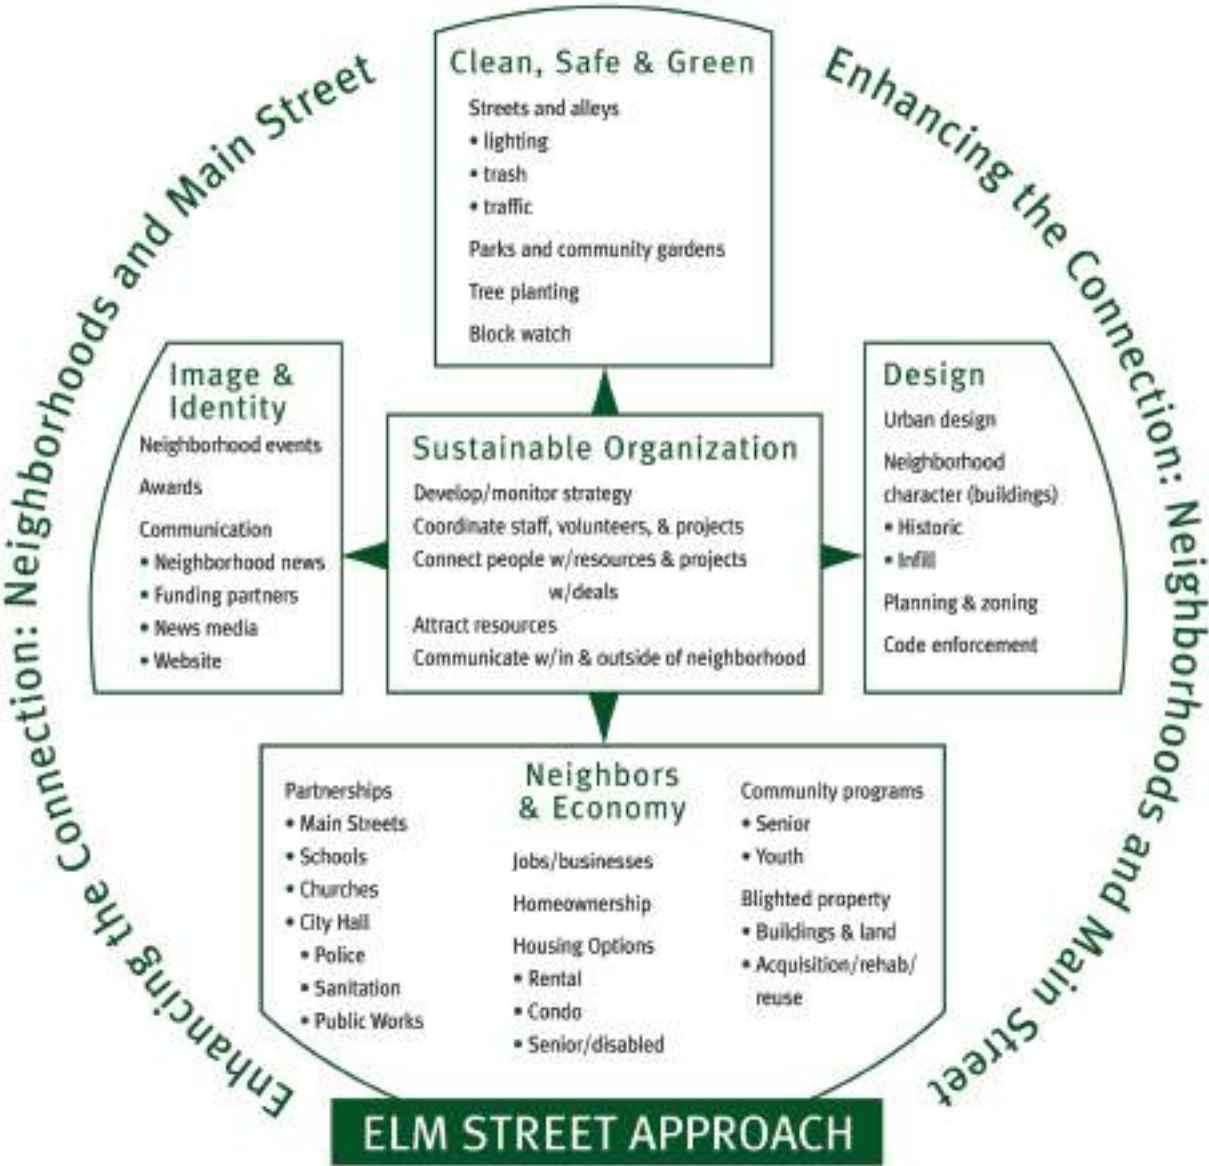 Enhancing the Connection: Neighborhoods and Main Street
Enhancing the Connection: Neighborhoods and Main Street
Clean, Safe & Green
Streets and alleys
• lighting
• trash
• traffic
Parks and community gardens
Tree planting
Block watch
Image &
Identity
Neighborhood events
Awards
Communication
• Neighborhood news
• Funding partners
• News media
• Website
Sustainable Organization
Develop/monitor strategy
Coordinate staff, volunteers, & projects
Connect people w/resources & projects
w/deals
Attract resources
Communicate w/in & outside of neighborhood
Design
Urban design
Neighborhood
character (buildings)
• Historic
• Infill
Planning & zoning
Code enforcement
Neighbors
& Economy
Partnerships
• Main Streets
• Schools
• Churches
• City Hall
• Police
• Sanitation
• Public Works
Jobs/businesses
Homeownership
Housing Options
• Rental
• Condo
• Senior/disabled
Community programs
• Senior
• Youth
Blighted property
• Buildings & land
• Acquisition/rehab/
reuse
ELM STREET APPROACH